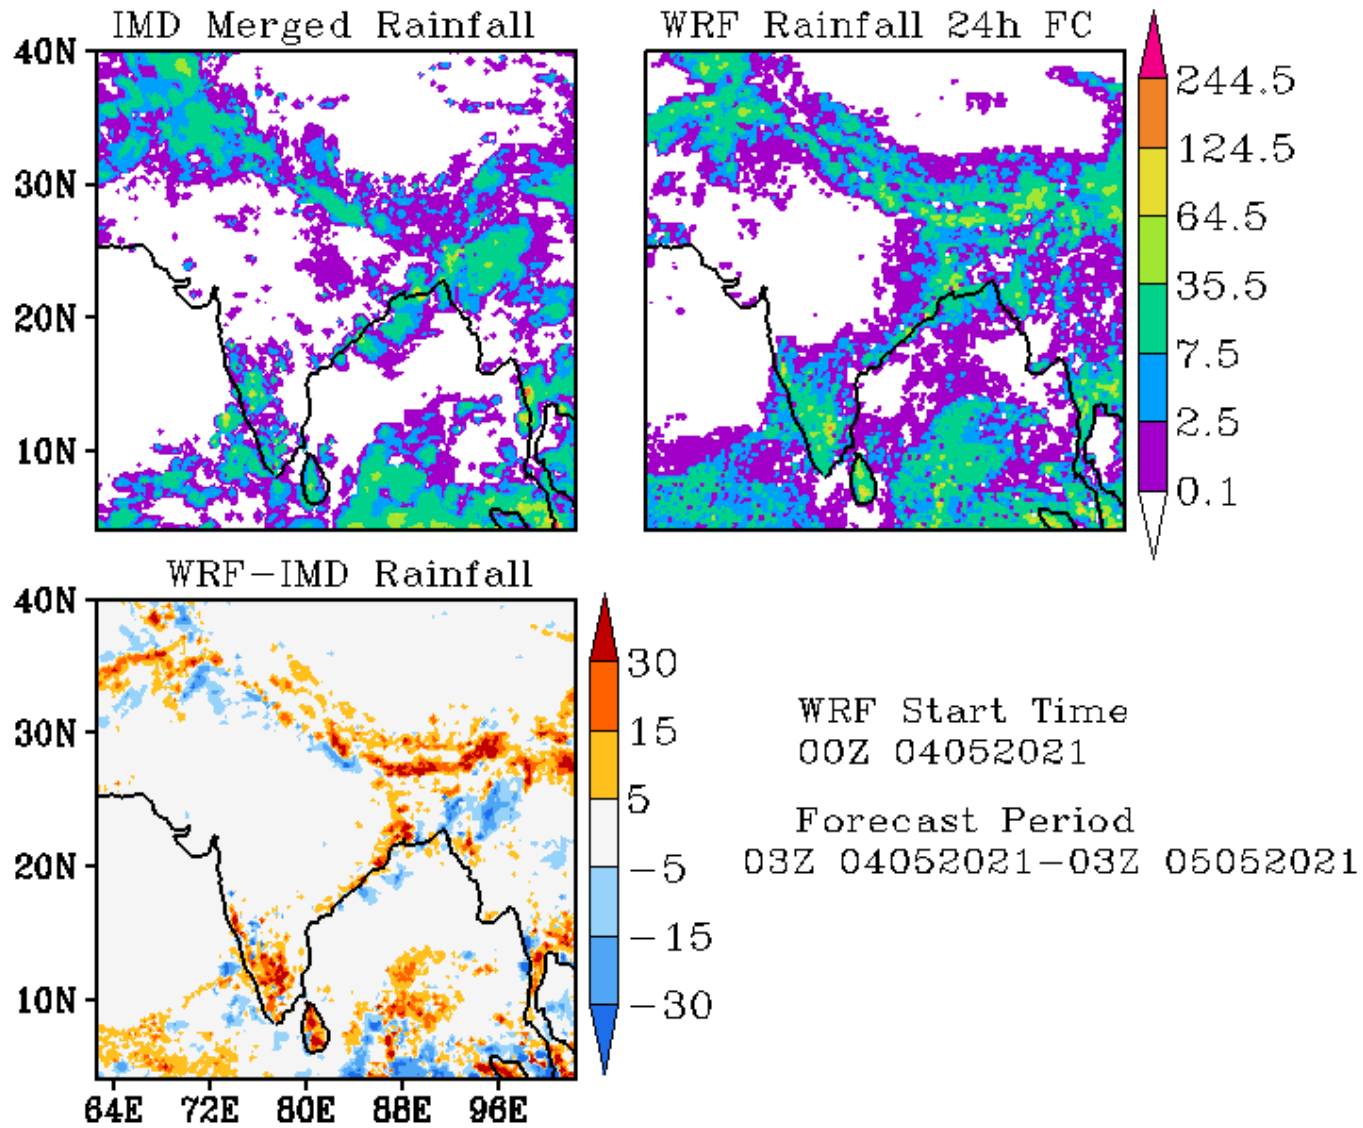 IMD Merged Rainfall
WRF Rainfall 24h FC
40N
30N
20N
10N
244.5
124.5
64.5
35.5
7.5
2.5
0.1
WRF-IMD Rainfall
40N
30N
20N
10N
64E 72E 80E 88E 96E
30
15
5
-5
-15
-30
WRF Start Time
00Z 04052021
Forecast Period
03Z 04052021-03Z 05052021